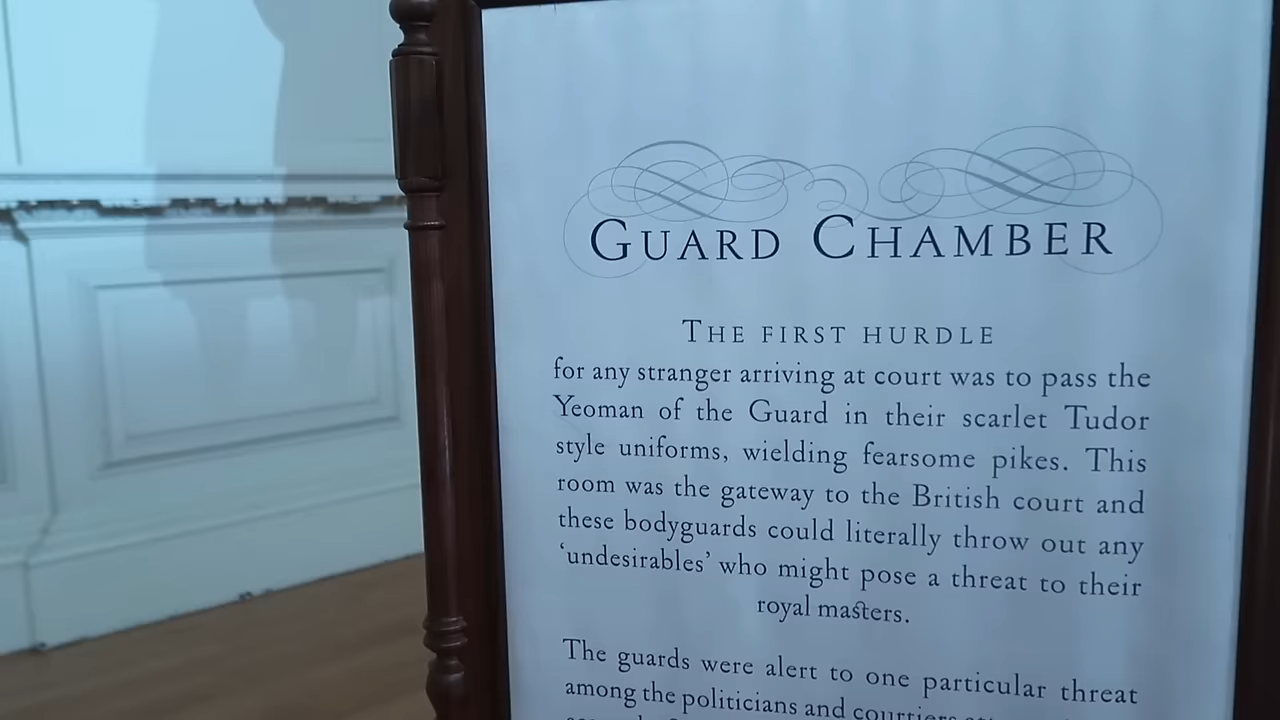 GUARD CHAMBER
THE FIRST HURDLE
for any stranger arriving at court was to pass the
Yeoman of the Guard in their scarlet Tudor
style uniforms, wielding fearsome pikes. This
room was the gateway to the British court and
these bodyguards could literally throw out any
‘undesirables’ who might pose a threat to their
royal masters.
The guards were alert to one particular threat
among the politicians and courtiers